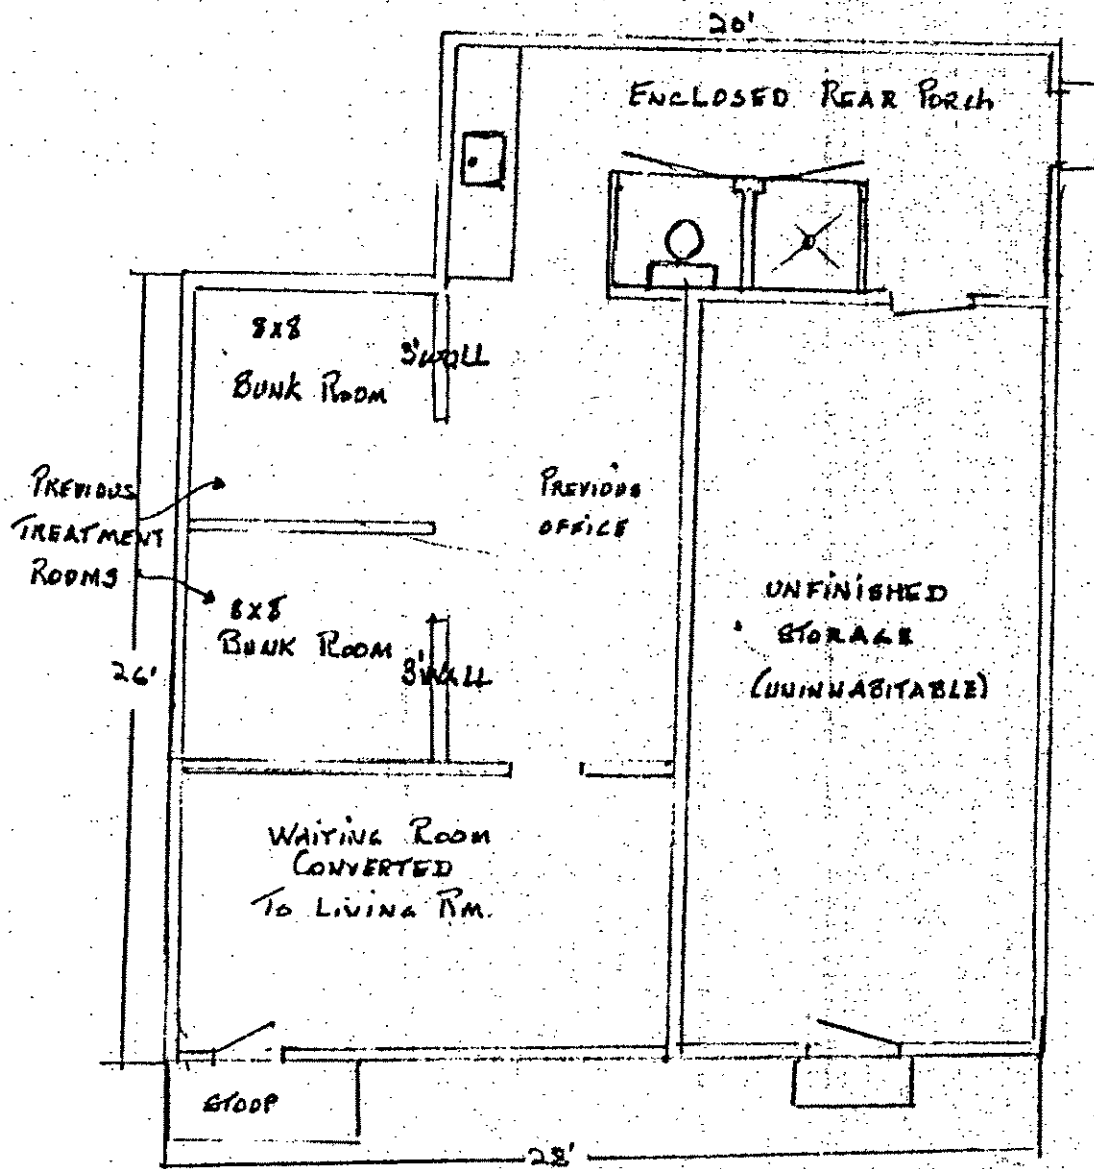 20'
ENCLOSED REAR PORCH
8x8
BUNK ROOM
3' WALL
PREVIOUS
TREATMENT
ROOMS
PREVIOUS
OFFICE
8x8
BUNK ROOM
3' WALL
26'
UNFINISHED
STORAGE
(UNINHABITABLE)
WAITING ROOM
CONVERTED
TO LIVING RM.
STOOP
28'